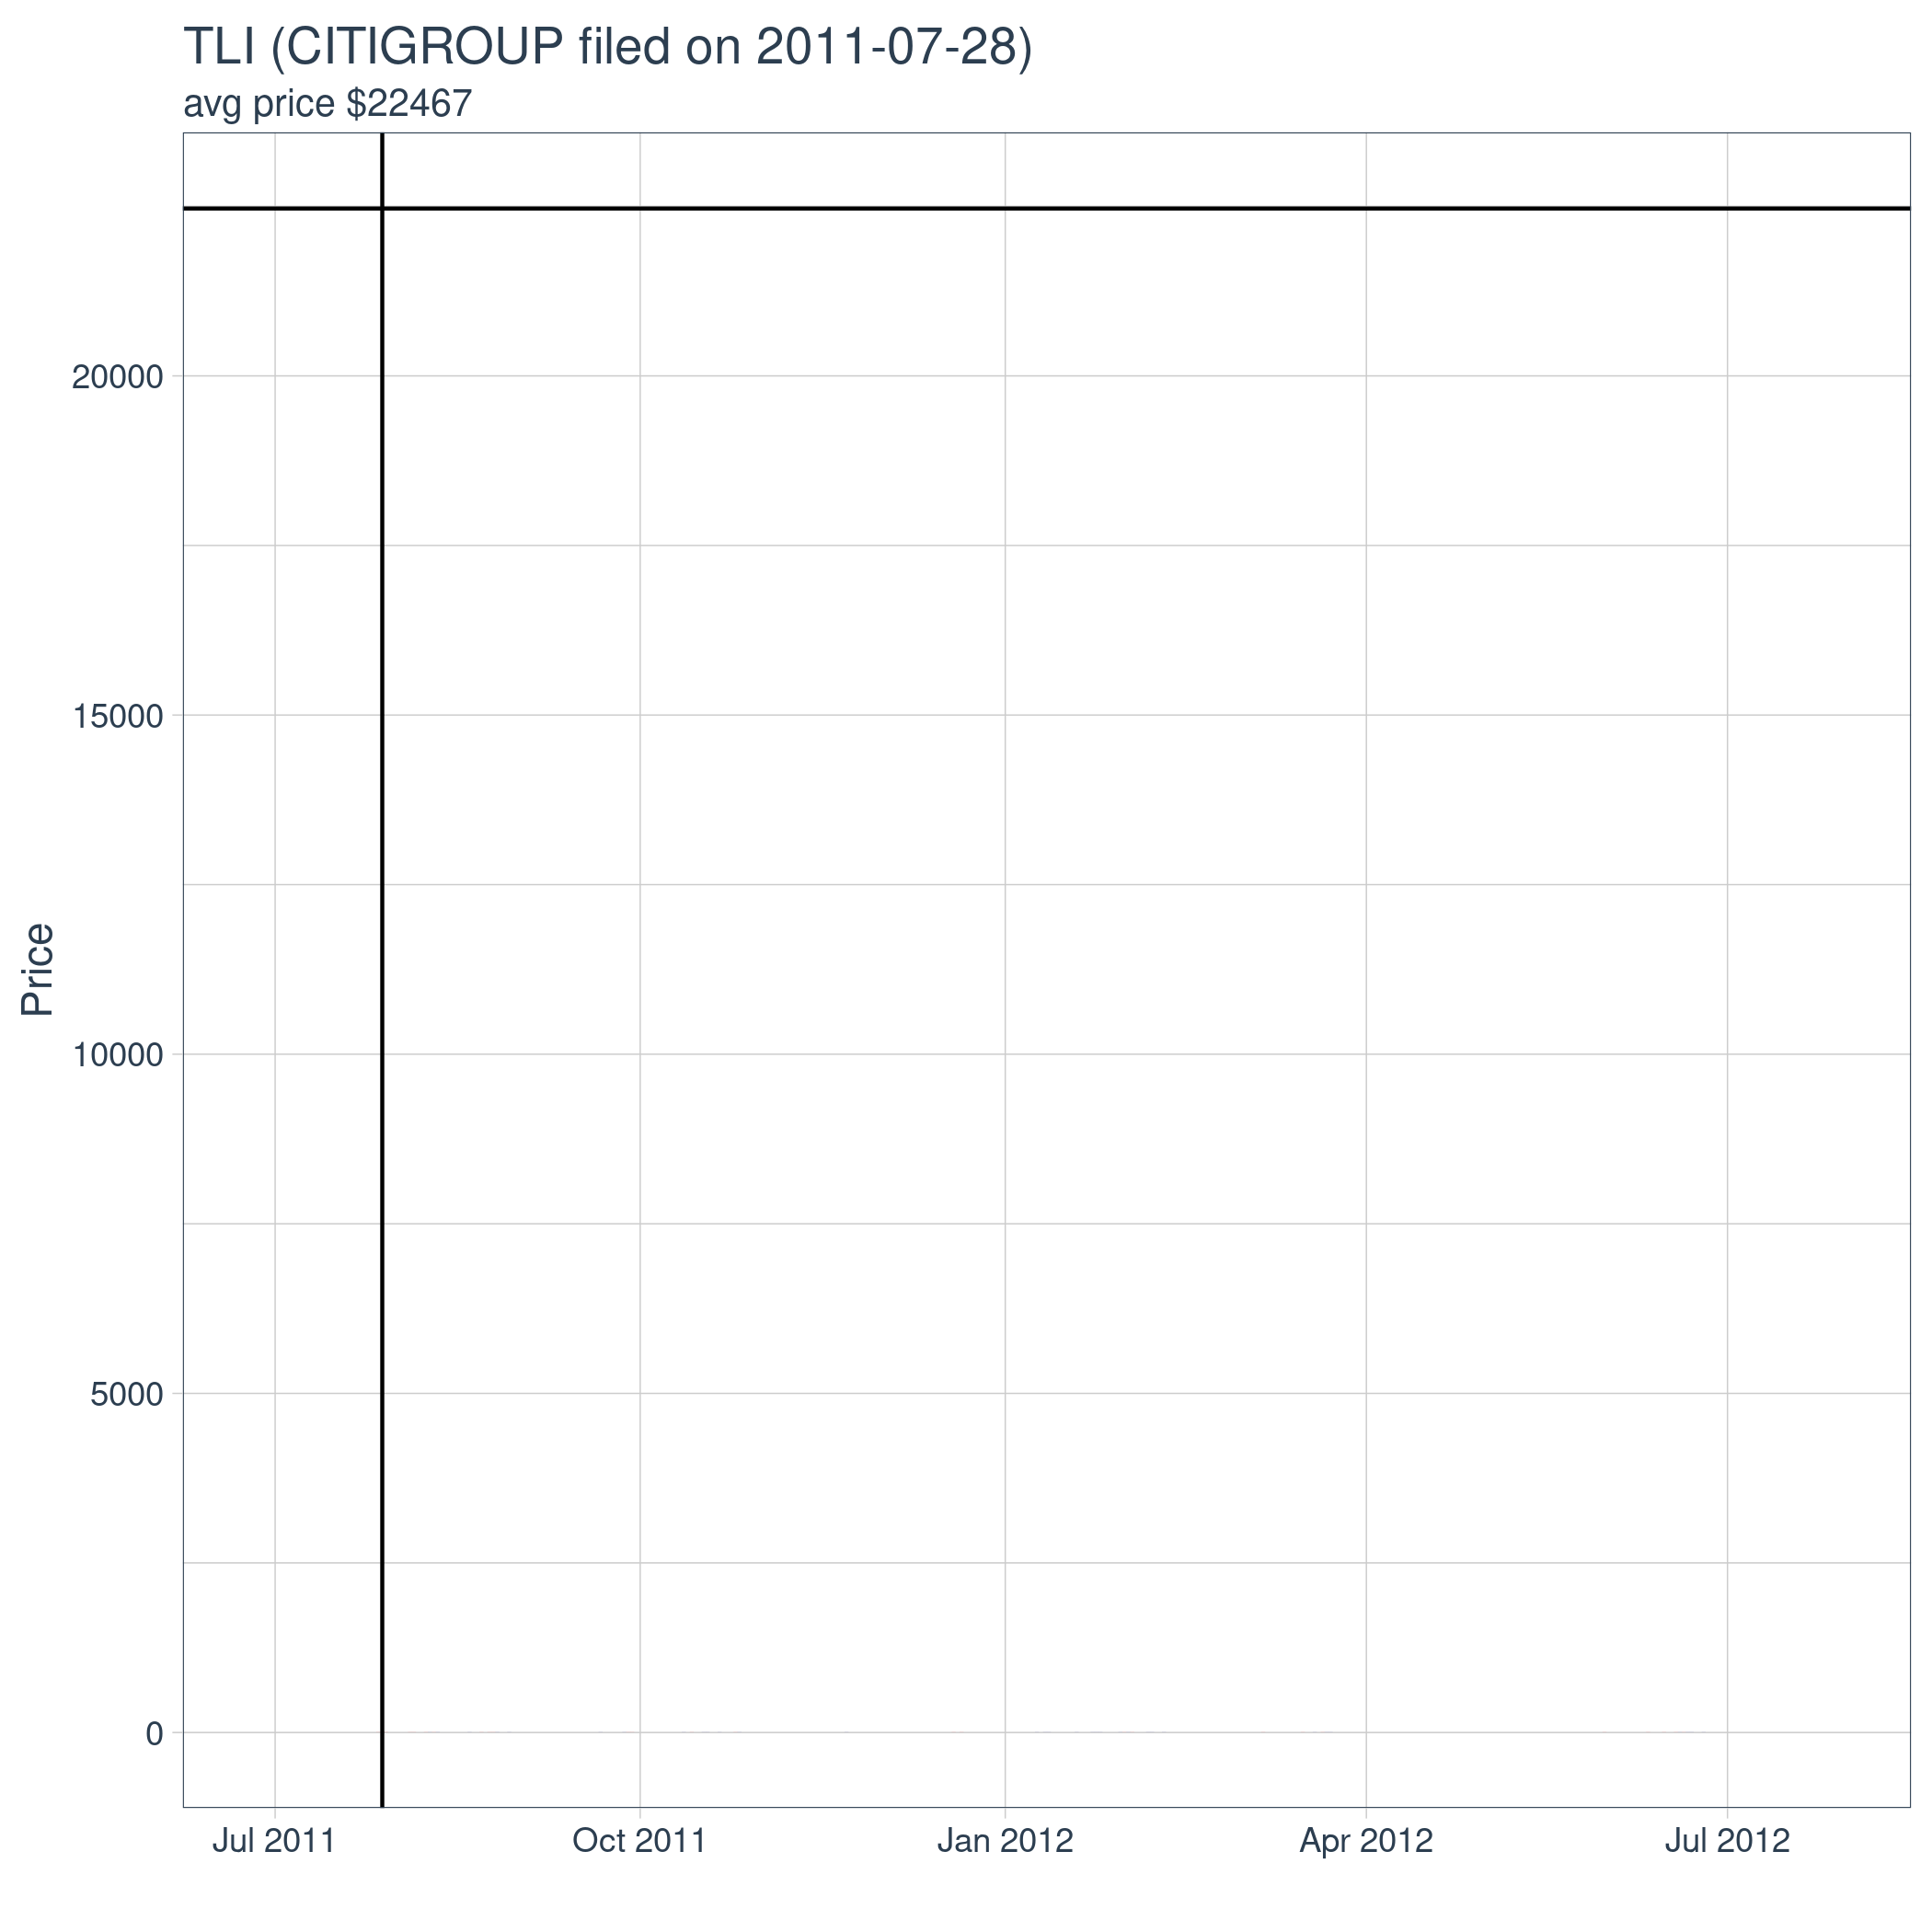 TLI (CITIGROUP filed on 2011-07-28)
avg price $22467
Price
20000
15000
10000
5000
0
Jul 2011
Oct 2011
Jan 2012
Apr 2012
Jul 2012